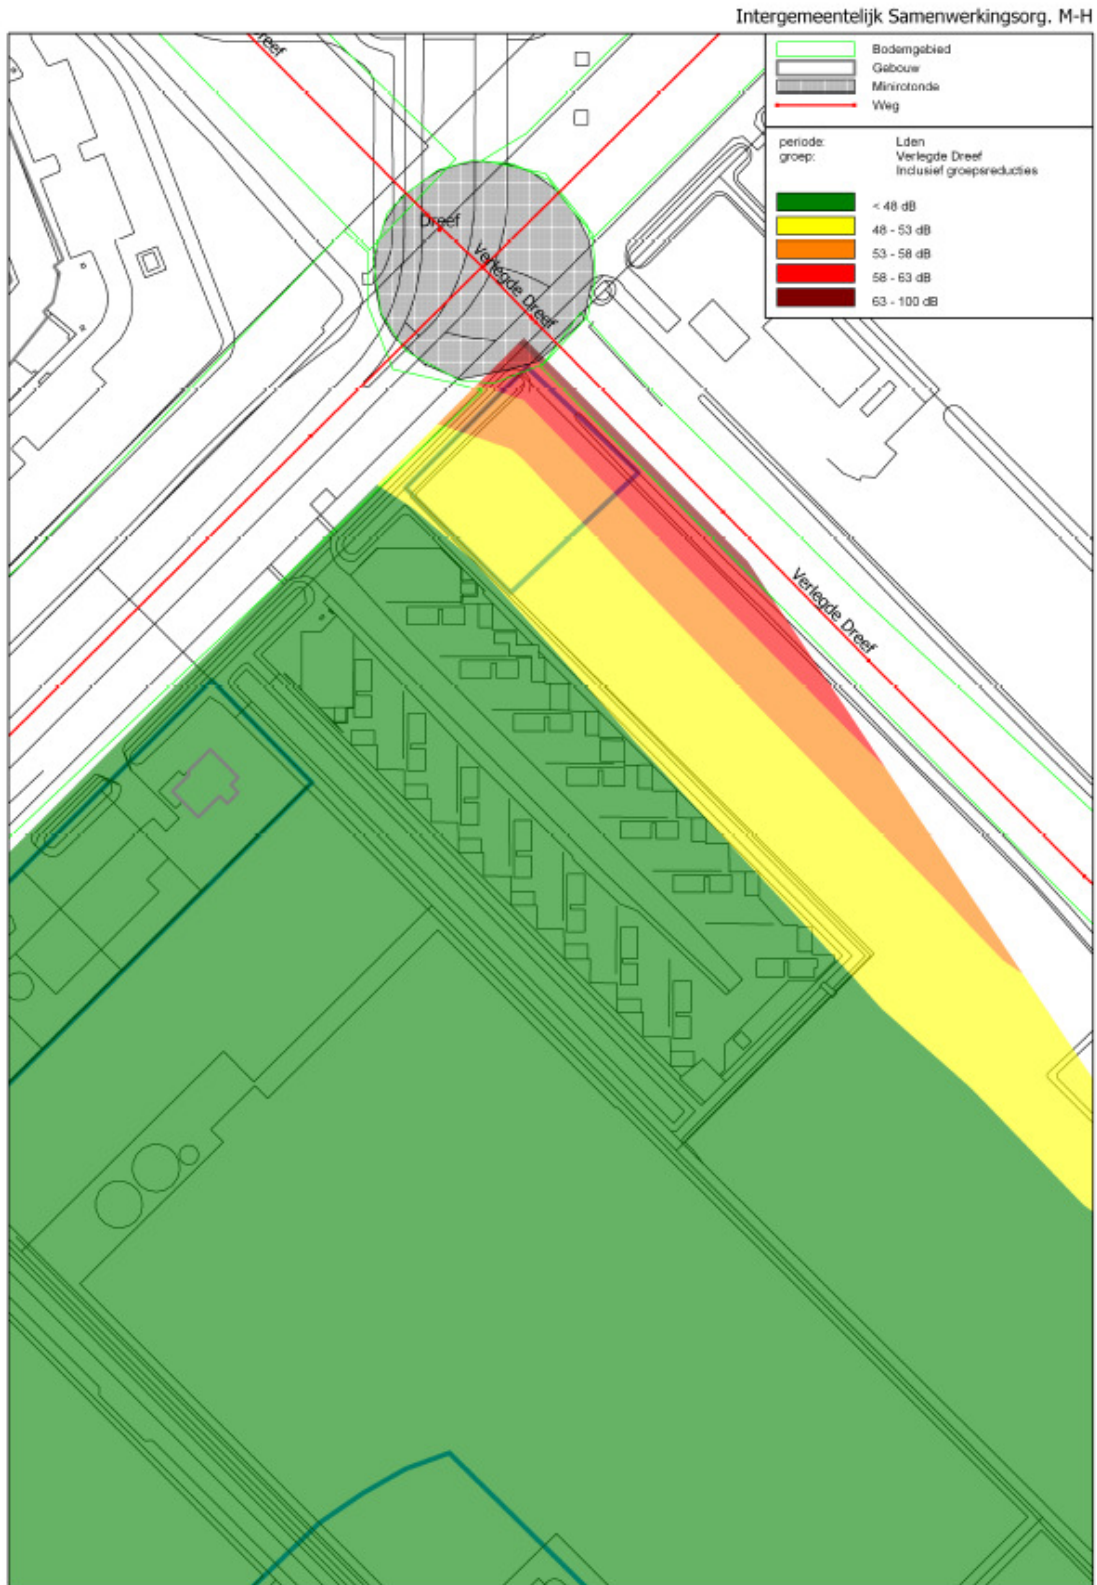 Intergemeentelijk Samenwerkingsorg. M-H
Bodemgebied
Gebouw
Minirotonde
Weg
periode: Lden
groep: Verlegde Dreef
Inclusief groepsreducties
< 48 dB
48 - 53 dB
53 - 58 dB
58 - 63 dB
63 - 100 dB
Dreef
Verlegde Dreef
Verlegde Dreef